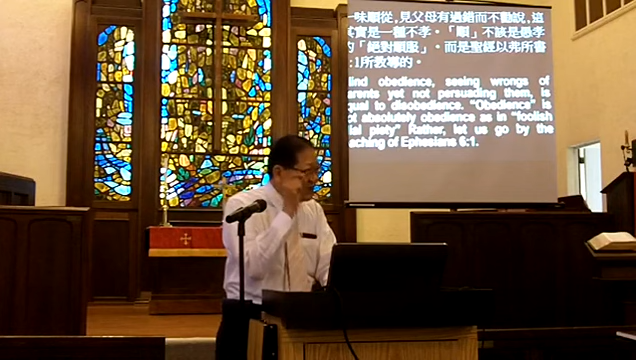 一味順從,見父母有過錯而不勸說,這
其實是一種不孝。「順」不該是愚孝
的「絕對順服」。而是聖經以弗所書
:1所教導的。
lind obedience, seeing wrongs of
arents yet not persuading them, is
qual to disobedience. "Obedience" is
ot absolutely obedience as in "foolish
lial piety" Rather, let us go by the
eaching of Ephesians 6:1.